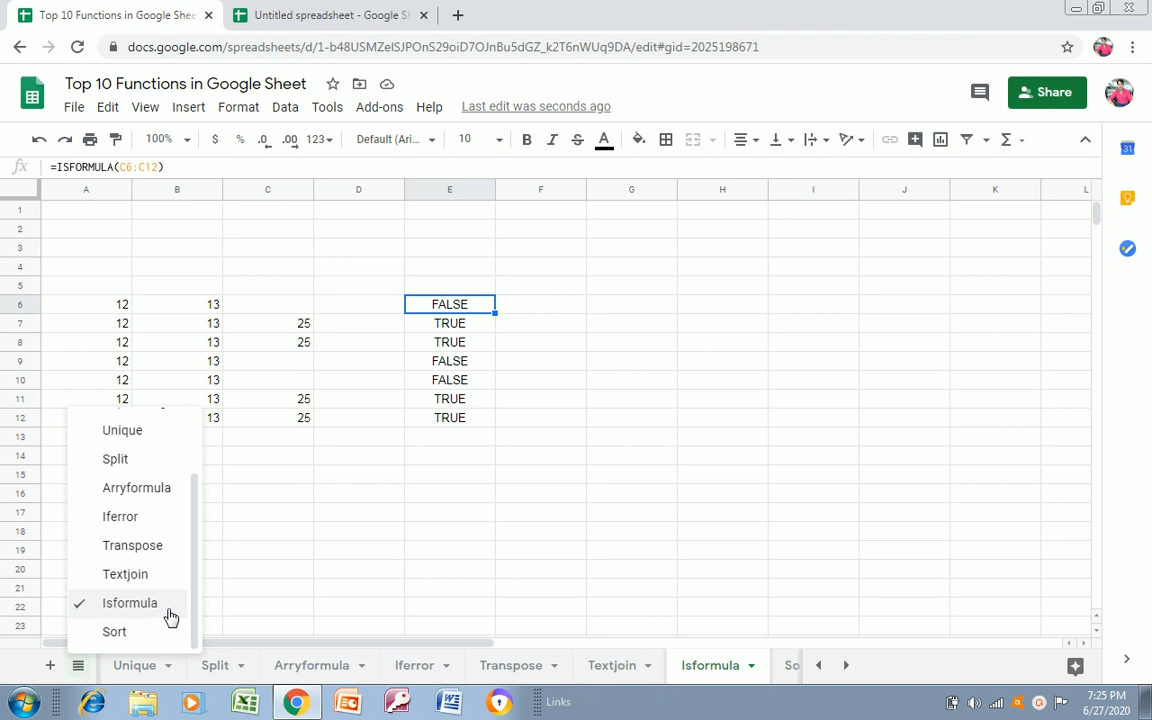 Top 10 Functions in Google Shee
Untitled spreadsheet - Google S
docs.google.com/spreadsheets/d/1-b48USMZelSJPOnS29oiD7OJnBu5dGZ_k2T6nWUq9DA/edit#gid=2025198671
Top 10 Functions in Google Sheet
Share
File Edit View Insert Format Data Tools Add-ons Help Last edit was seconds ago
100% $ % .0 .00 123 Default (Ari... 10 B I S A
fx =ISFORMULA(C6:C12)
A B C D E F G H I J K L
1
2
3
4
5
6 12 13 FALSE
7 12 13 25 TRUE
8 12 13 25 TRUE
9 12 13 FALSE
10 12 13 FALSE
11 12 13 25 TRUE
12 13 25 TRUE
13
14
15
16
17
18
19
20
21
22
23
Unique
Split
Arryformula
Iferror
Transpose
Textjoin
Isformula
Sort
Unique Split Arryformula Iferror Transpose Textjoin Isformula So
Links
7:25 PM
6/27/2020
31